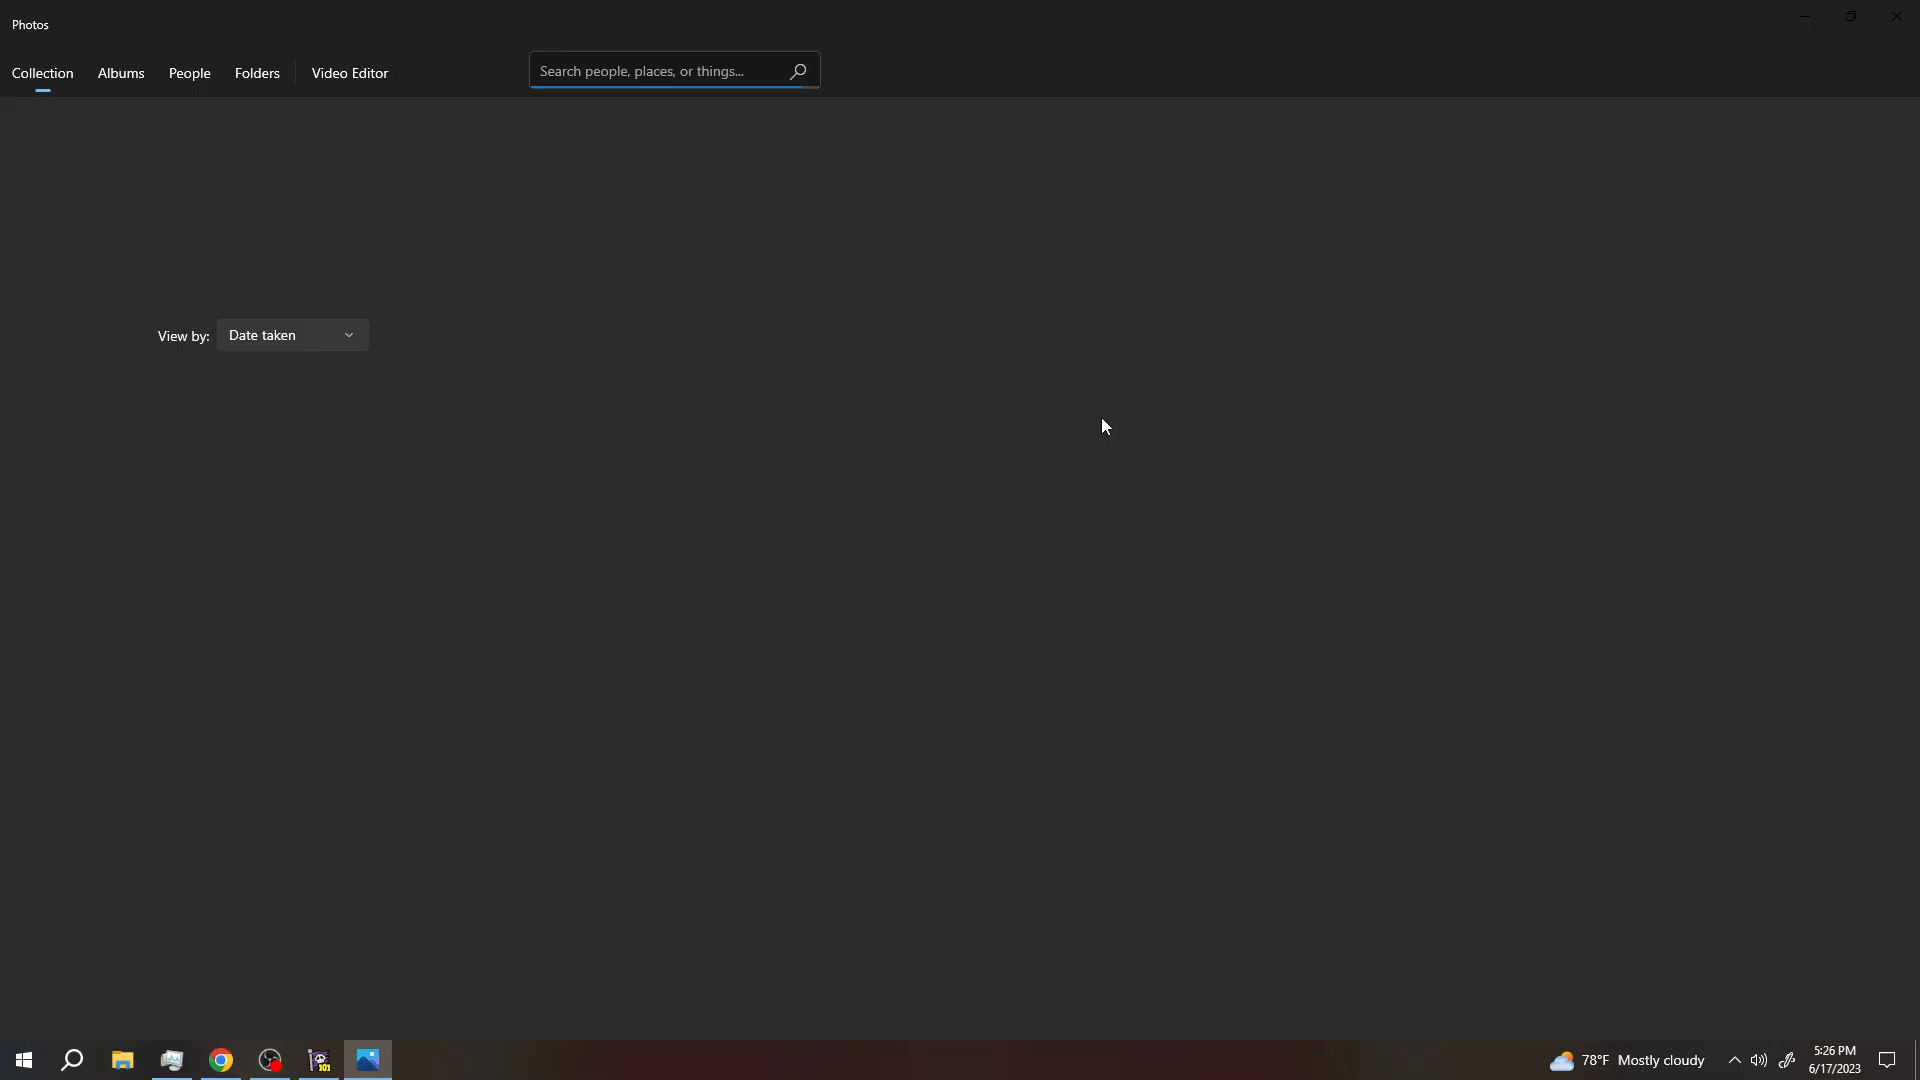 Photos
Collection
Albums
People
Folders
Video Editor
Search people, places, or things...
View by:
Date taken
101
78°F Mostly cloudy
5:26 PM
6/17/2023